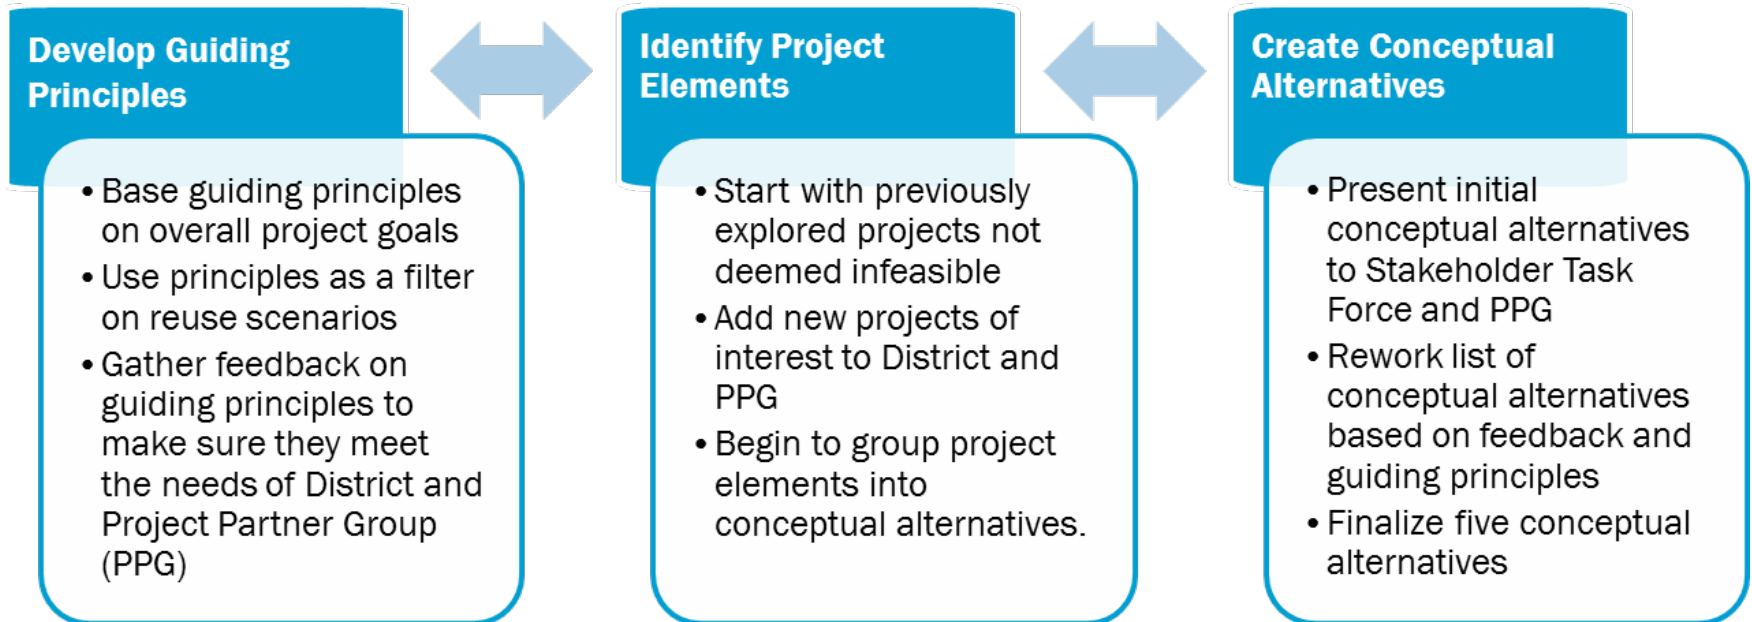 Develop Guiding
Principles
• Base guiding principles
on overall project goals
• Use principles as a filter
on reuse scenarios
• Gather feedback on
guiding principles to
make sure they meet
the needs of District and
Project Partner Group
(PPG)
Identify Project
Elements
• Start with previously
explored projects not
deemed infeasible
• Add new projects of
interest to District and
PPG
• Begin to group project
elements into
conceptual alternatives.
Create Conceptual
Alternatives
• Present initial
conceptual alternatives
to Stakeholder Task
Force and PPG
• Rework list of
conceptual alternatives
based on feedback and
guiding principles
• Finalize five conceptual
alternatives